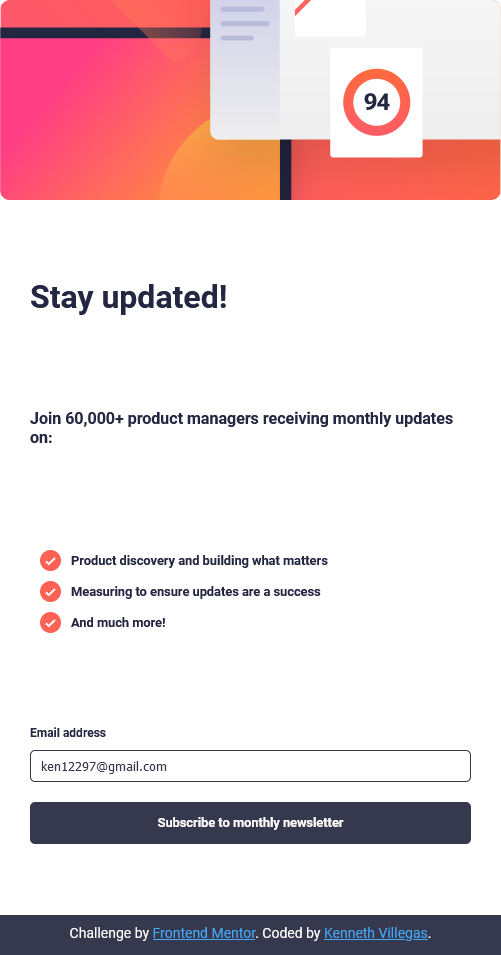 94
Stay updated!
Join 60,000+ product managers receiving monthly updates
on:
Product discovery and building what matters
Measuring to ensure updates are a success
And much more!
Email address
ken12297@gmail.com
Subscribe to monthly newsletter
Challenge by Frontend Mentor. Coded by Kenneth Villegas.